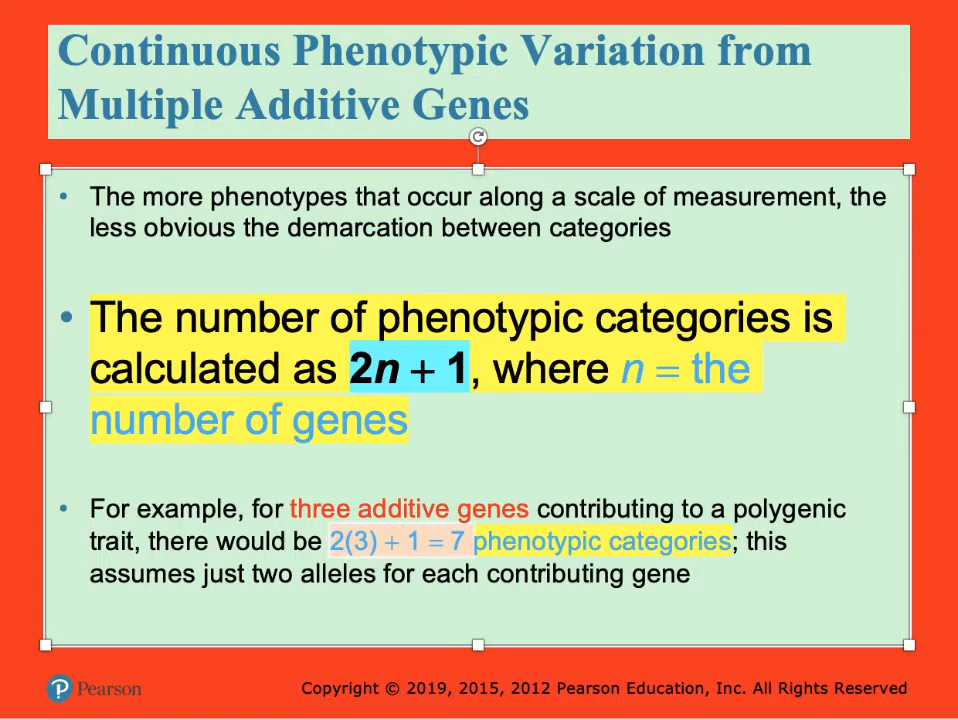 Continuous Phenotypic Variation from
Multiple Additive Genes
• The more phenotypes that occur along a scale of measurement, the
less obvious the demarcation between categories
• The number of phenotypic categories is
calculated as 2n + 1, where n = the
number of genes
• For example, for three additive genes contributing to a polygenic
trait, there would be 2(3) + 1 = 7 phenotypic categories; this
assumes just two alleles for each contributing gene
P Pearson
Copyright © 2019, 2015, 2012 Pearson Education, Inc. All Rights Reserved